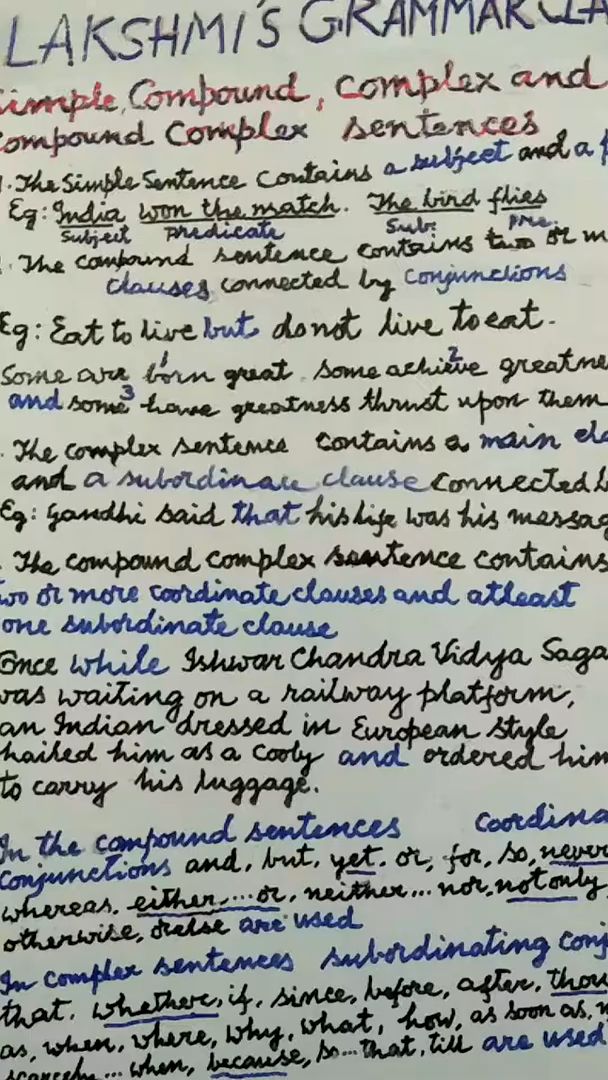 LAKSHMI'S GRAMMAR CLA
Simple, Compound, Complex and
Compound Complex sentences
1. The Simple Sentence contains a subject and a p
Eg: India won the match. The bird flies
Subject predicate Sub: pre.
. The compound sentence contains two or m
clauses connected by conjunctions
Eg: Eat to live but do not live to eat.
1 2
Some are born great. some achieve greatne
3
and some have greatness thrust upon them
. The complex sentence contains a main cla
and a subordinate clause connected b
Eg: Gandhi said that his life was his messag
. The compound complex sentence contains
two or more coordinate clauses and atleast
one subordinate clause
Once while Ishwar Chandra Vidya Saga
was waiting on a railway platform,
an Indian dressed in European style
hailed him as a cooly and ordered him
to carry his luggage.
In the compound sentences coordina
conjunctions and, but, yet, or, for, so, never
whereas, either....or, neither... nor, not only,
otherwise, orelse are used
In complex sentences subordinating conj
that, whether, if, since, before, after, thou
as, when, where, why, what, how, as soon as, n
scarcely... when, because, so...that, till are used